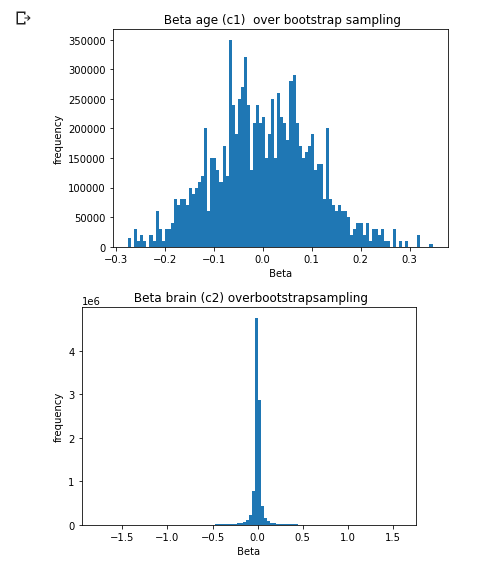 Beta age (c1)  over bootstrap sampling
350000
300000
250000
200000
150000
100000
50000
0
frequency
−0.3 −0.2 −0.1 0.0 0.1 0.2 0.3
Beta
Beta brain (c2) overbootstrapsampling
1e6
4
3
2
1
0
frequency
−1.5 −1.0 −0.5 0.0 0.5 1.0 1.5
Beta